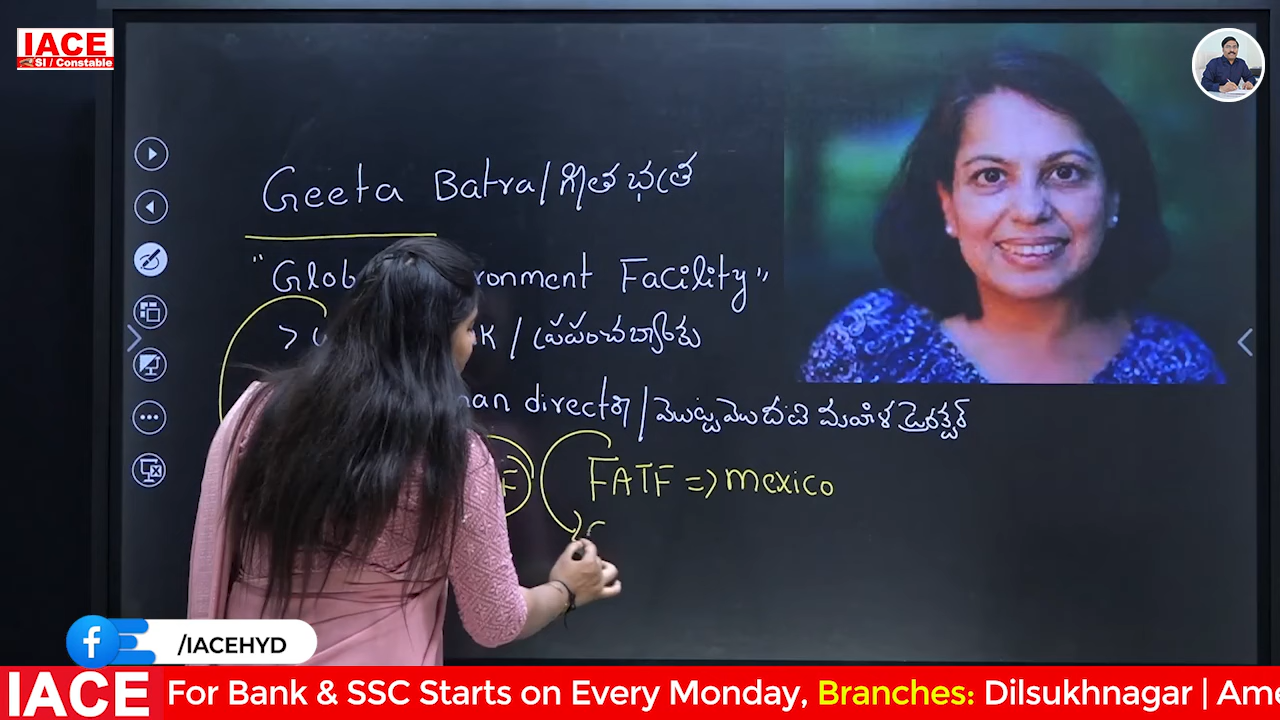 IACE
SI / Constable
Geeta Batra / గీత భత్ర
"Glob ronment Facility"
> K / ప్రపంచబ్యాంకు
man director / మొట్టమొదటి మహిళ డైరెక్టర్
F FATF => mexico
/IACEHYD
IACE For Bank & SSC Starts on Every Monday, Branches: Dilsukhnagar | Ame